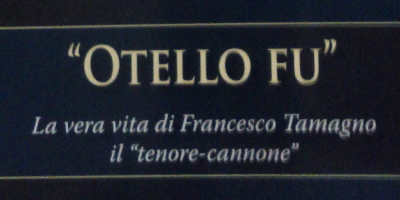 “OTELLO FU”
La vera vita di Francesco Tamagno
il “tenore-cannone”